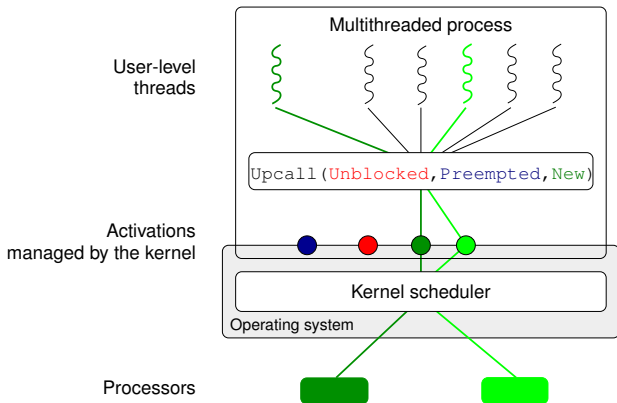 Multithreaded process
User-level
threads
Upcall(Unblocked,Preempted,New)
Activations
managed by the kernel
Kernel scheduler
Operating system
Processors